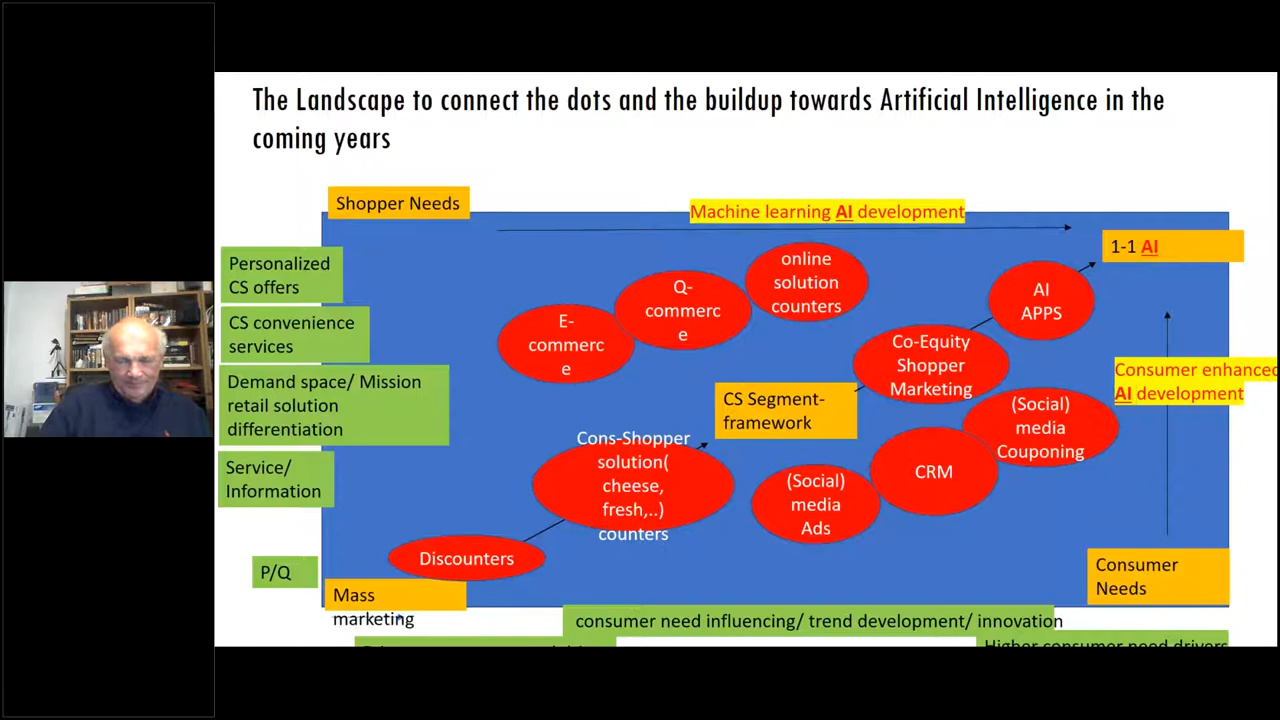 The Landscape to connect the dots and the buildup towards Artificial Intelligence in the
coming years
Shopper Needs
Machine learning AI development
1-1 AI
Personalized
CS offers
online
solution
counters
AI
APPS
Q-
commerc
e
E-
commerc
e
CS convenience
services
Co-Equity
Shopper
Marketing
Consumer enhanced
AI development
Demand space/ Mission
retail solution
differentiation
CS Segment-
framework
(Social)
media
Couponing
Cons-Shopper
solution(
cheese,
fresh,..)
counters
CRM
Service/
Information
(Social)
media
Ads
Discounters
P/Q
Consumer
Needs
Mass
marketing
consumer need influencing/ trend development/ innovation
Higher consumer need drivers